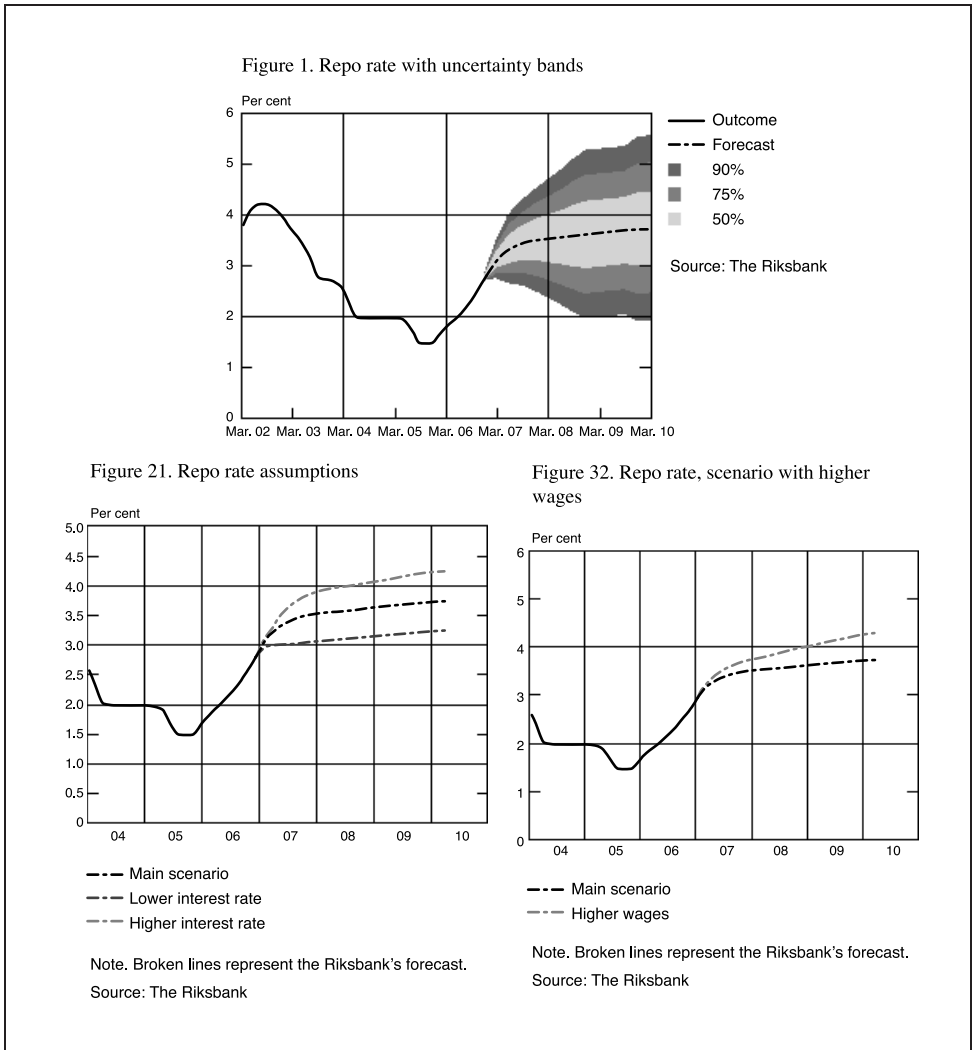 Figure 1. Repo rate with uncertainty bands
Per cent
6
5
4
3
2
1
0
Mar. 02 Mar. 03 Mar. 04 Mar. 05 Mar. 06 Mar. 07 Mar. 08 Mar. 09 Mar. 10
Outcome
Forecast
90%
75%
50%
Source: The Riksbank
Figure 21. Repo rate assumptions
Per cent
5.0
4.5
4.0
3.5
3.0
2.5
2.0
1.5
1.0
0.5
0
04 05 06 07 08 09 10
Main scenario
Lower interest rate
Higher interest rate
Note. Broken lines represent the Riksbank's forecast.
Source: The Riksbank
Figure 32. Repo rate, scenario with higher
wages
Per cent
6
5
4
3
2
1
0
04 05 06 07 08 09 10
Main scenario
Higher wages
Note. Broken lines represent the Riksbank's forecast.
Source: The Riksbank